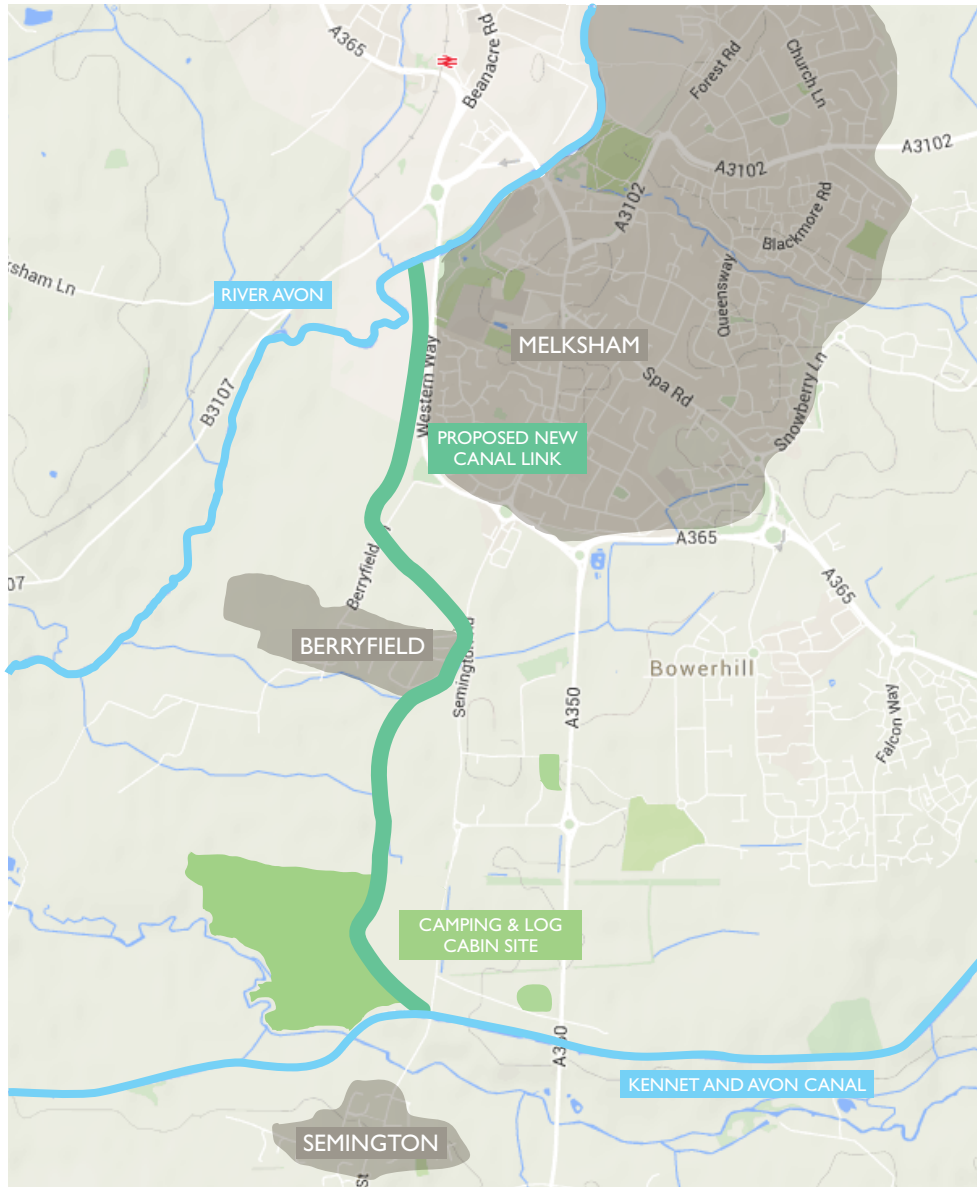 A365
Beanacre Rd
Forest Rd
Church Ln
A3102
A3102
A3102
Blackmore Rd
Queensway
ksham Ln
RIVER AVON
MELKSHAM
Western Way
Spa Rd
Snowberry Ln
B3107
PROPOSED NEW
CANAL LINK
A365
A365
07
Berryfield
BERRYFIELD
Semington Rd
Bowerhill
A350
Falcon Way
CAMPING & LOG
CABIN SITE
A350
KENNET AND AVON CANAL
SEMINGTON
st